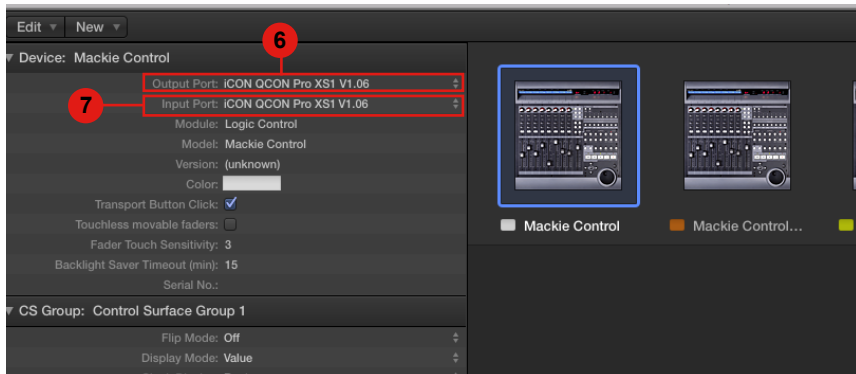 Edit New
6
Device: Mackie Control
Output Port: iCON QCON Pro XS1 V1.06
7
Input Port: iCON QCON Pro XS1 V1.06
Module: Logic Control
Model: Mackie Control
Version: (unknown)
Color:
Transport Button Click:
Touchless movable faders:
Fader Touch Sensitivity: 3
Backlight Saver Timeout (min): 15
Serial No.:
CS Group: Control Surface Group 1
Flip Mode: Off
Display Mode: Value
Mackie Control
Mackie Control...